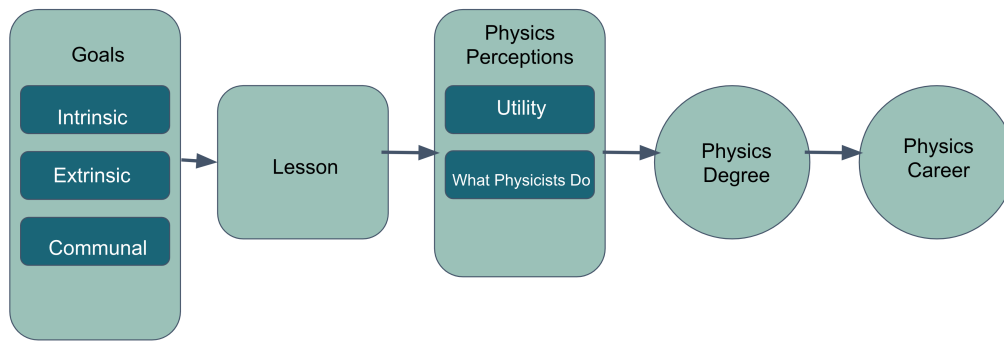 Goals
Intrinsic
Extrinsic
Communal
Lesson
Physics
Perceptions
Utility
What Physicists Do
Physics
Degree
Physics
Career